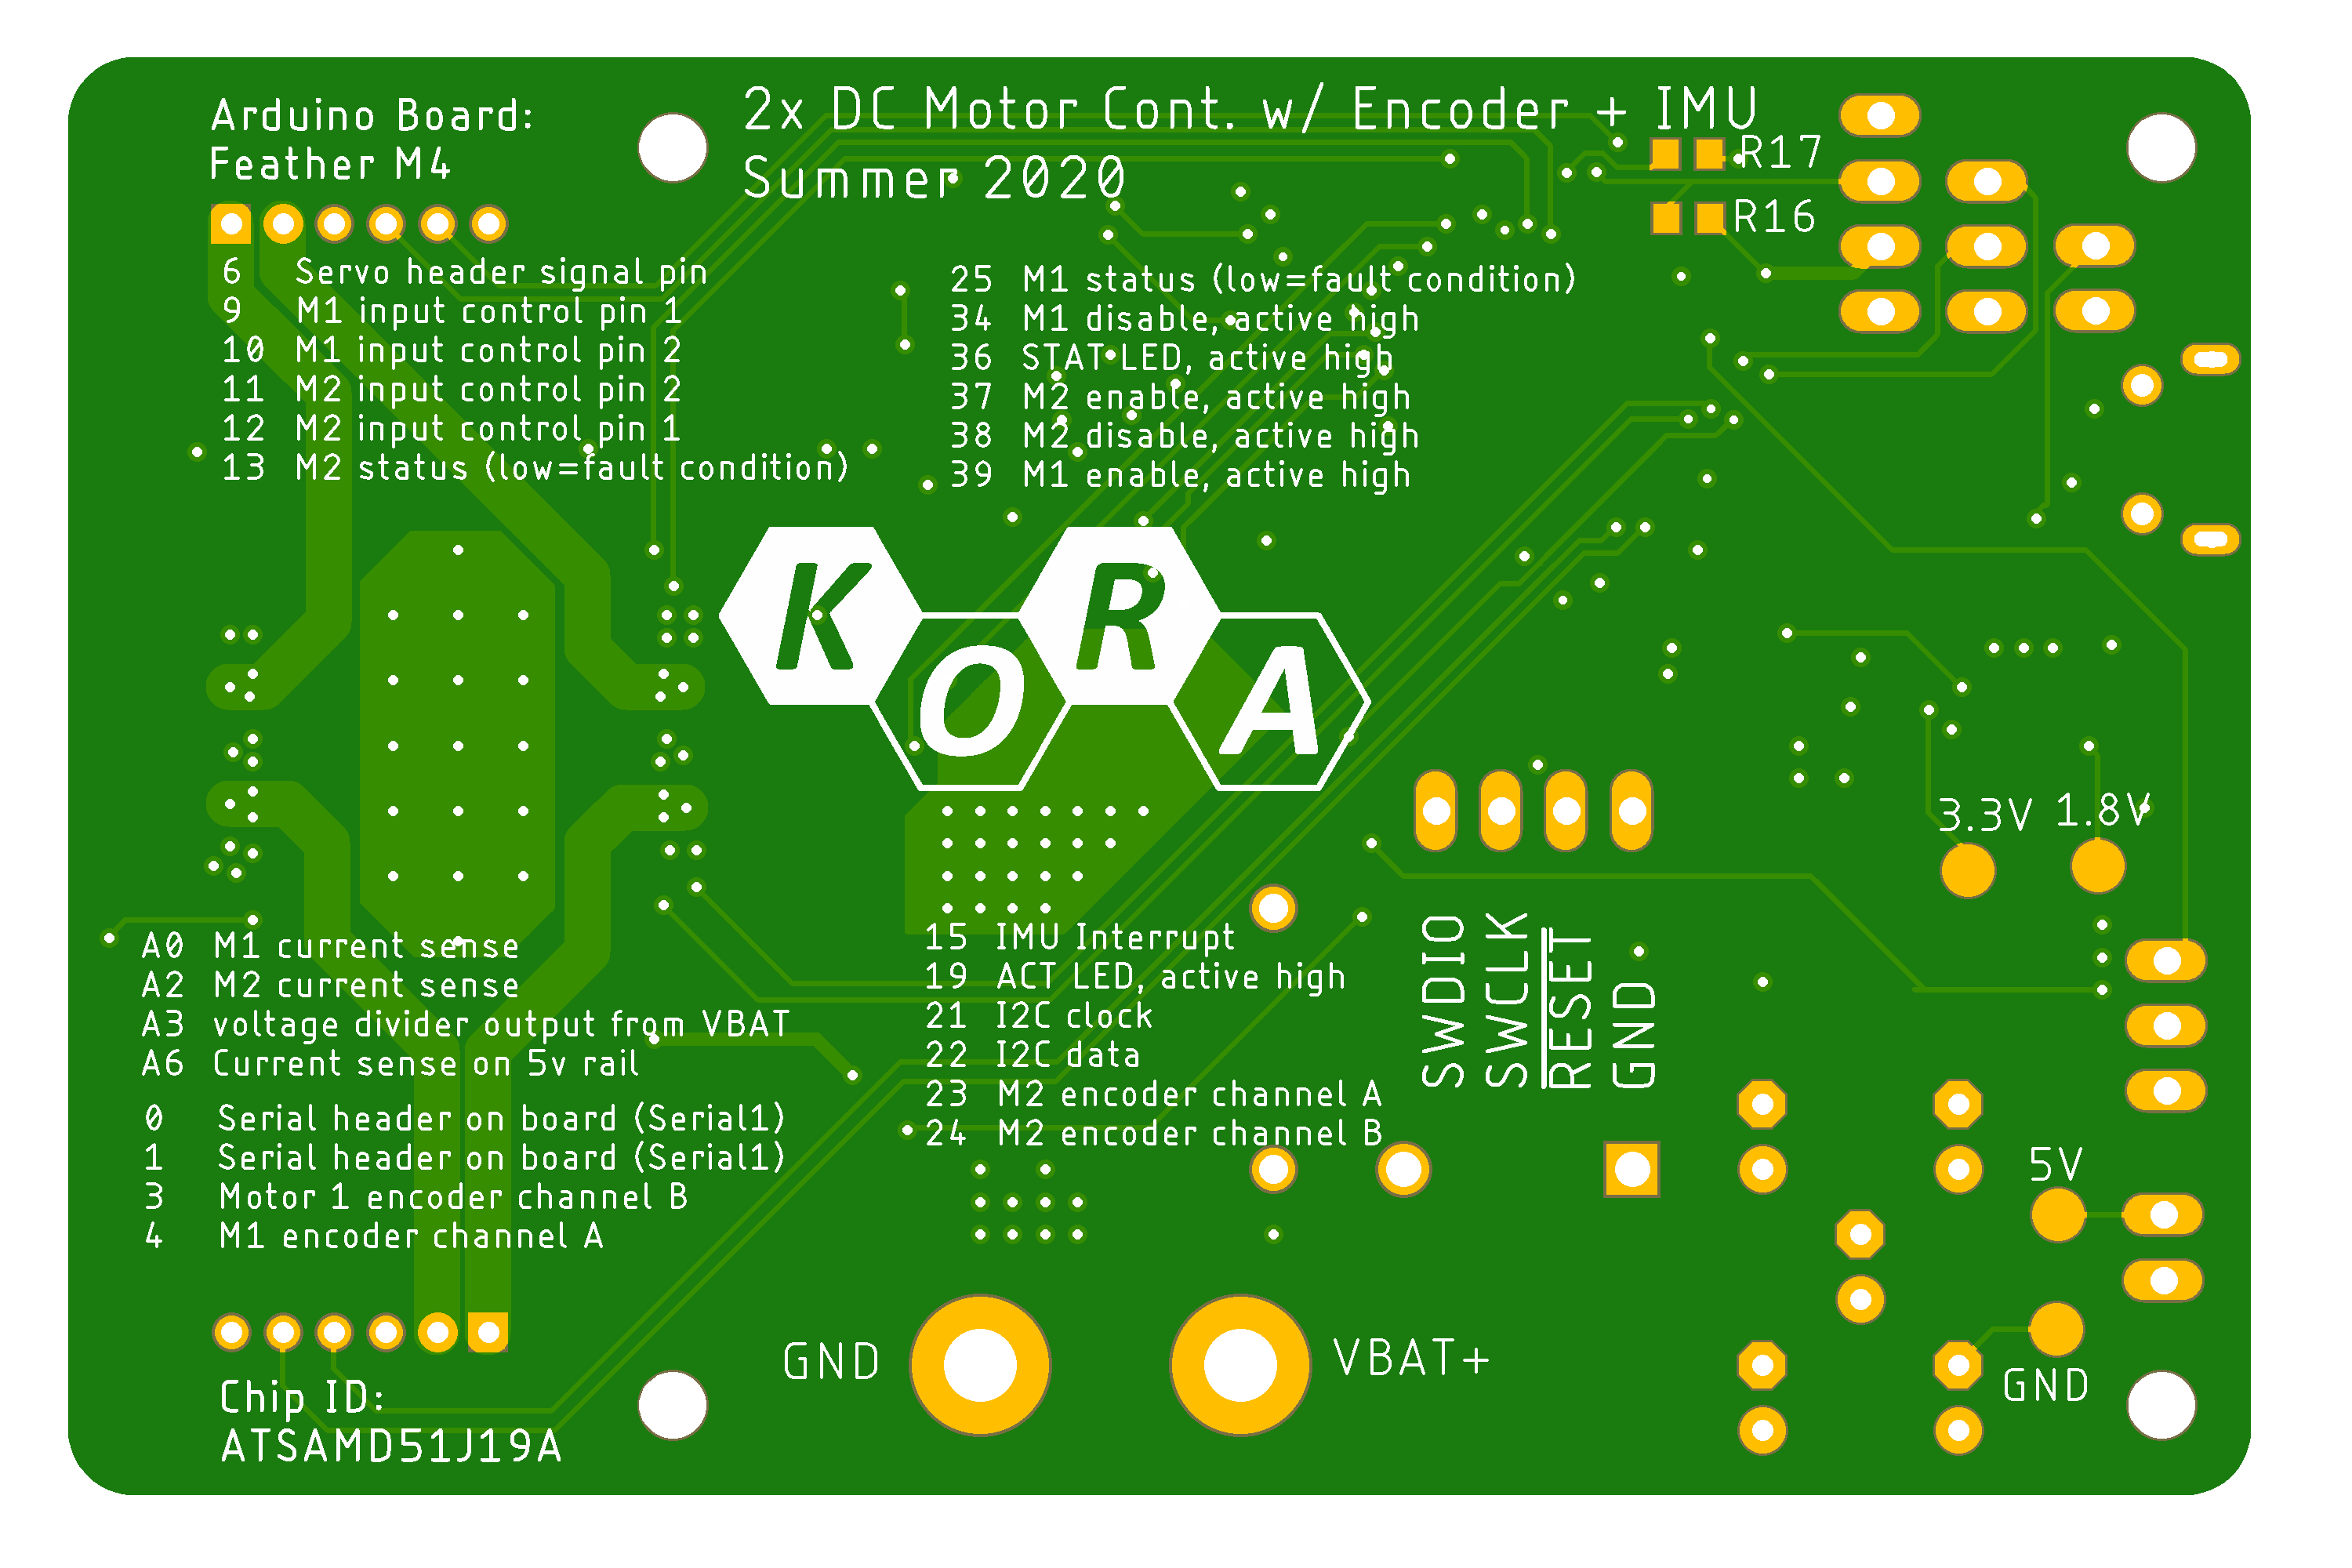 2x DC Motor Cont. w/ Encoder + IMU
Summer 2020
Arduino Board:
Feather M4
R17
R16
6 Servo header signal pin
9 M1 input control pin 1
10 M1 input control pin 2
11 M2 input control pin 2
12 M2 input control pin 1
13 M2 status (low=fault condition)
25 M1 status (low=fault condition)
34 M1 disable, active high
36 STAT LED, active high
37 M2 enable, active high
38 M2 disable, active high
39 M1 enable, active high
KORA
3.3V
1.8V
A0 M1 current sense
A2 M2 current sense
A3 voltage divider output from VBAT
A6 Current sense on 5v rail
0 Serial header on board (Serial1)
1 Serial header on board (Serial1)
3 Motor 1 encoder channel B
4 M1 encoder channel A
15 IMU Interrupt
19 ACT LED, active high
21 I2C clock
22 I2C data
23 M2 encoder channel A
24 M2 encoder channel B
SWDIO
SWCLK
RESET
GND
5V
GND
VBAT+
GND
Chip ID:
ATSAMD51J19A